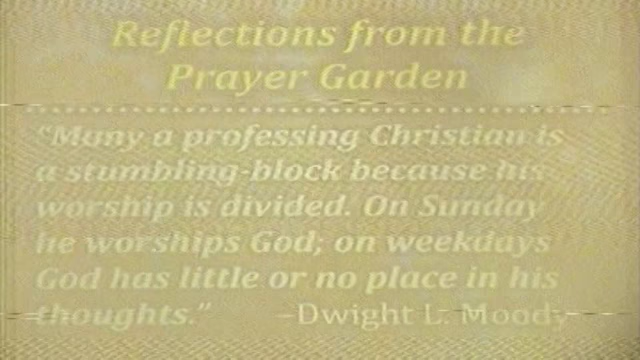 Reflections from the
Prayer Garden
“Many a professing Christian is
a stumbling-block because his
worship is divided. On Sunday
he worships God; on weekdays
God has little or no place in his
thoughts.” –Dwight L. Moody